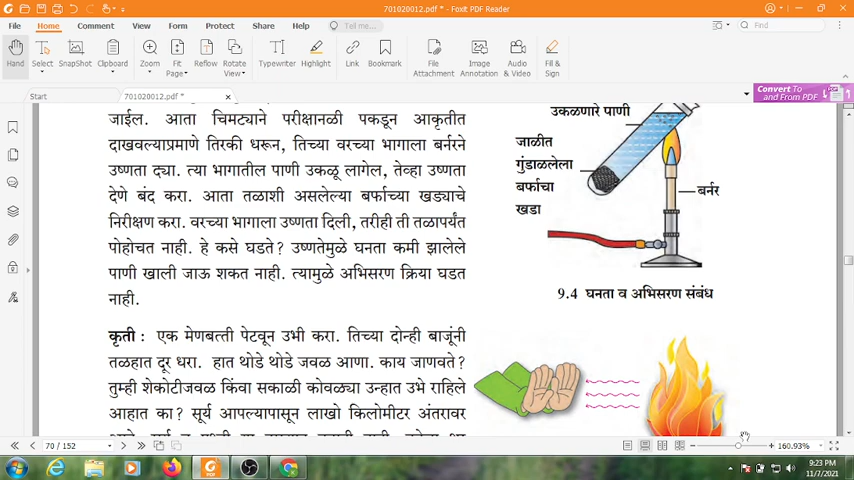 701020012.pdf * - Foxit PDF Reader
File Home Comment View Form Protect Share Help Tell me... Find
Hand Select SnapShot Clipboard Zoom Fit Page Reflow Rotate View Typewriter Highlight Link Bookmark File Attachment Image Annotation Audio & Video Fill & Sign
Start 701020012.pdf * Convert To and From PDF
जाईल. आता चिमट्याने परीक्षानळी पकडून आकृतीत
दाखवल्याप्रमाणे तिरकी धरून, तिच्या वरच्या भागाला बर्नरने
उष्णता द्या. त्या भागातील पाणी उकळू लागेल, तेव्हा उष्णता
देणे बंद करा. आता तळाशी असलेल्या बर्फाच्या खड्याचे
निरीक्षण करा. वरच्या भागाला उष्णता दिली, तरीही ती तळापर्यंत
पोहोचत नाही. हे कसे घडते? उष्णतेमुळे घनता कमी झालेले
पाणी खाली जाऊ शकत नाही. त्यामुळे अभिसरण क्रिया घडत
नाही.
उकळणारे पाणी
जाळीत
गुंडाळलेला
बर्फाचा
खडा
बर्नर
9.4 घनता व अभिसरण संबंध
कृती : एक मेणबत्ती पेटवून उभी करा. तिच्या दोन्ही बाजूंनी
तळहात दूर धरा. हात थोडे थोडे जवळ आणा. काय जाणवते?
तुम्ही शेकोटीजवळ किंवा सकाळी कोवळ्या उन्हात उभे राहिले
आहात का? सूर्य आपल्यापासून लाखो किलोमीटर अंतरावर
70 / 152 160.93%
9:23 PM
11/7/2021